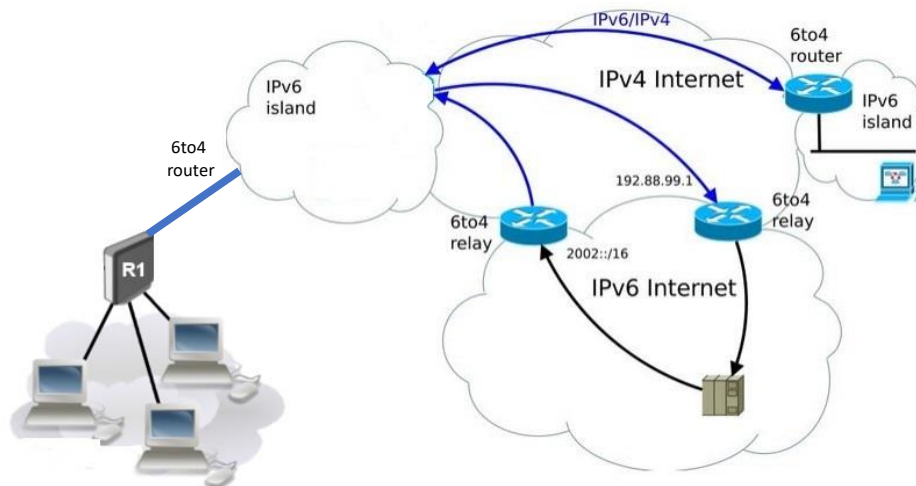 IPv6/IPv4
6to4
router
IPv6
island
IPv4 Internet
IPv6
island
6to4
router
192.88.99.1
6to4
relay
6to4
relay
2002::/16
R1
IPv6 Internet